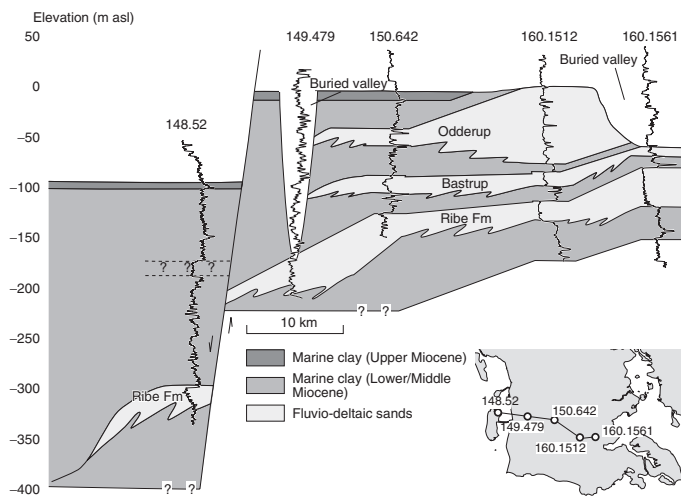 Elevation (m asl)
50
0
−50
−100
−150
−200
−250
−300
−350
−400
148.52
149.479
150.642
160.1512
160.1561
Buried valley
Buried valley
Odderup
Bastrup
Ribe Fm
? ? ?
? ?
10 km
Ribe Fm
? ?
Marine clay (Upper Miocene)
Marine clay (Lower/Middle
Miocene)
Fluvio-deltaic sands
148.52
149.479
150.642
160.1512
160.1561